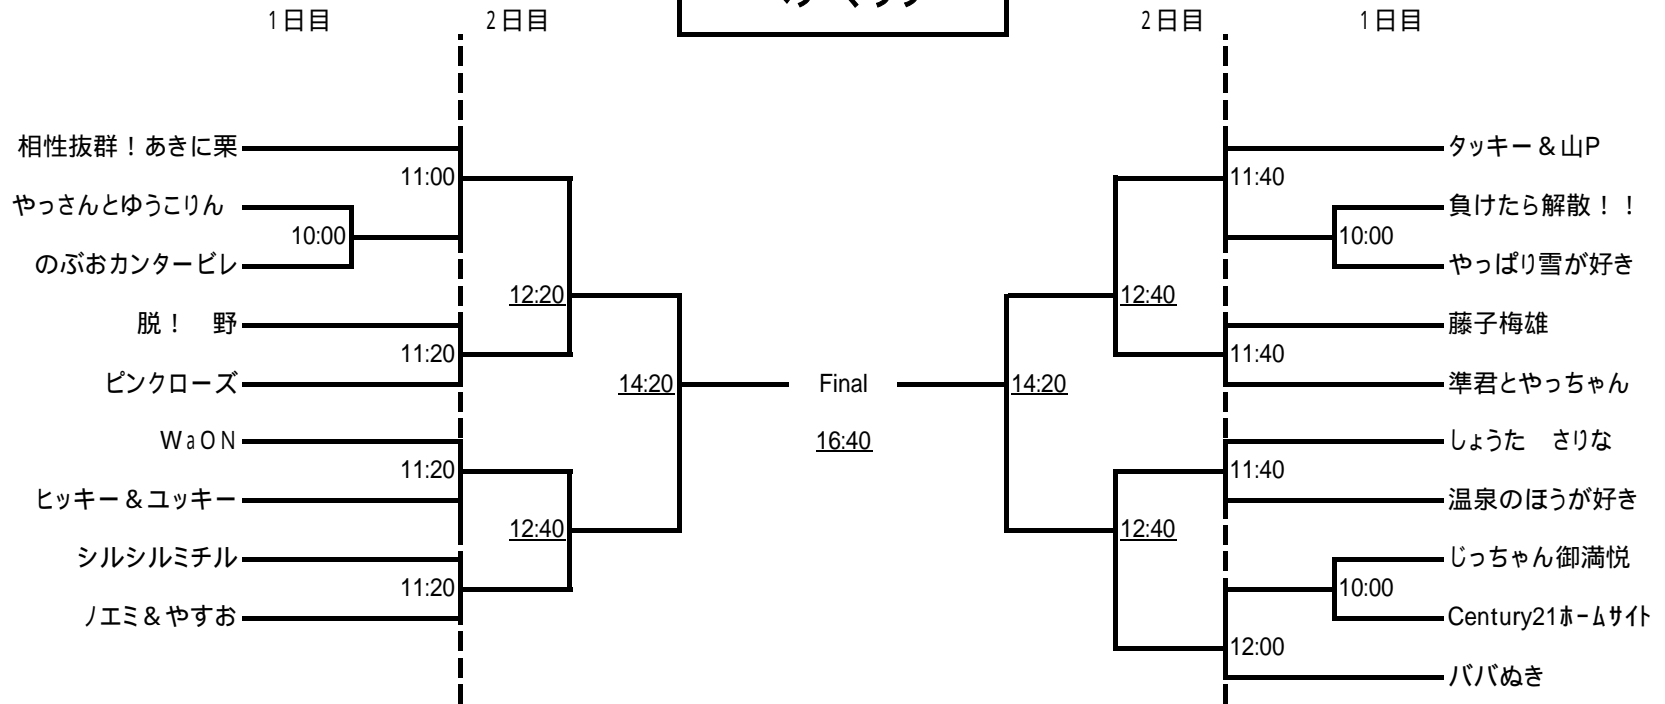 1日目
2日目
2日目
1日目
相性抜群！あきに栗
やっさんとゆうこりん
のぶおカンタービレ
脱！　野
ピンクローズ
ＷａＯＮ
ヒッキー＆ユッキー
シルシルミチル
ノエミ＆やすお
11:00
10:00
11:20
11:20
11:20
12:20
12:40
14:20
Final
16:40
14:20
12:40
12:40
11:40
10:00
11:40
11:40
10:00
12:00
タッキー＆山P
負けたら解散！！
やっぱり雪が好き
藤子梅雄
準君とやっちゃん
しょうた　さりな
温泉のほうが好き
じっちゃん御満悦
Century21ﾎｰﾑｻｲﾄ
ババぬき